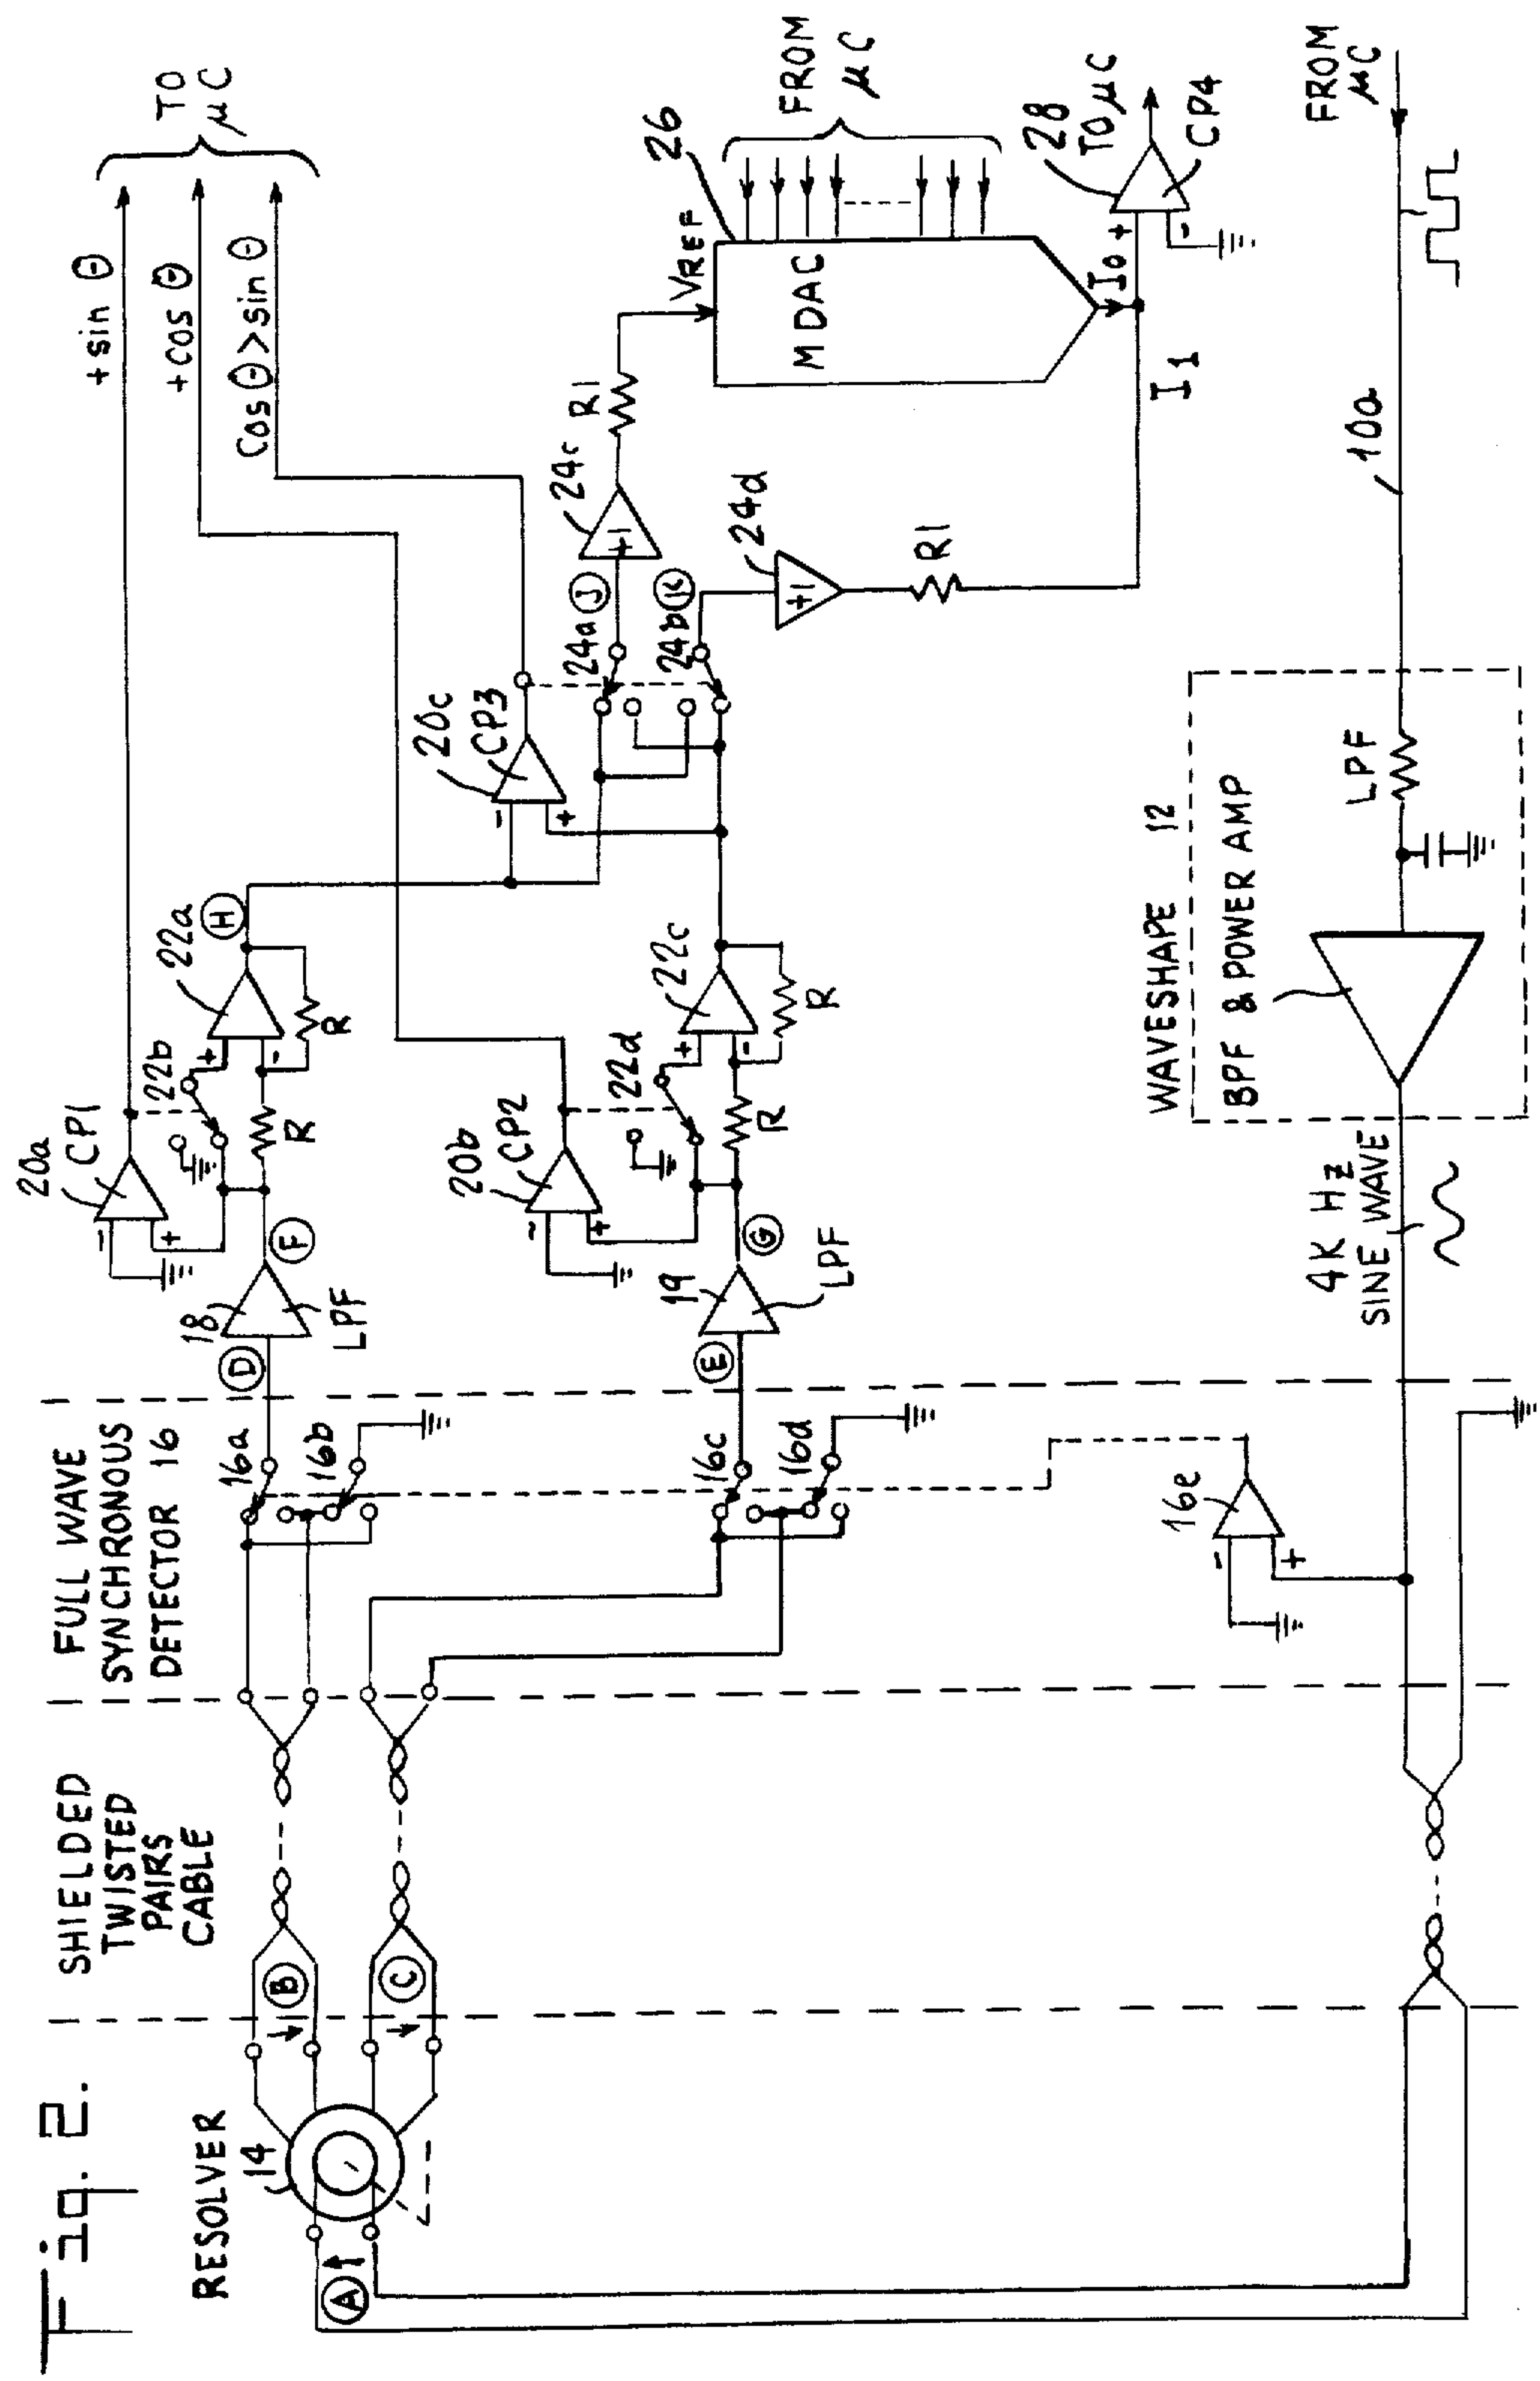 Fig. 2.
RESOLVER
14
A
B
C
SHIELDED
TWISTED
PAIRS
CABLE
FULL WAVE
SYNCHRONOUS
DETECTOR 16
16a
16b
16c
16d
16e
-
+
D
E
18
LPF
19
LPF
F
G
20a
CP1
-
+
20b
CP2
-
+
22b
+
-
R
R
22a
H
22d
+
-
R
R
22c
20c
CP3
-
+
24a
J
24b
K
+1
24c
R1
+1
24d
R1
+ sin Θ
+cos Θ
Cos Θ > sin Θ
TO
μC
VREF
26
MDAC
FROM
μC
I0
I1
+
-
28
TO μC
CP4
4K Hz
SINE WAVE
WAVESHAPE 12
BPF & POWER AMP
LPF
10a
FROM
μC